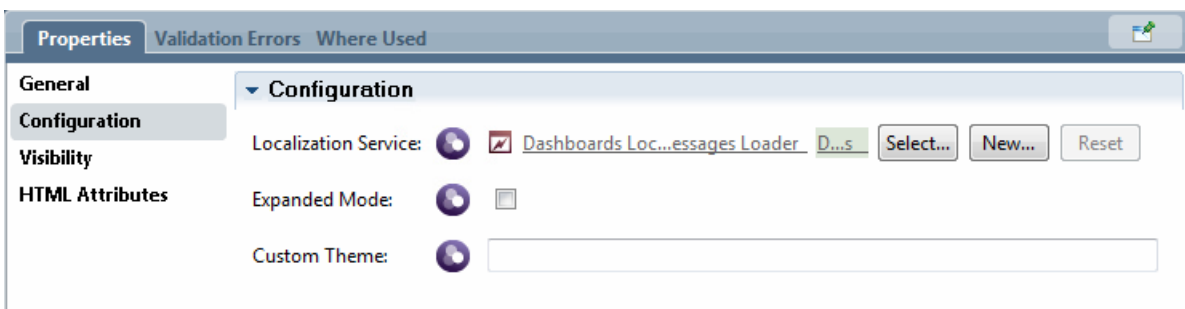 Properties Validation Errors Where Used
General
Configuration
Visibility
HTML Attributes
Configuration
Localization Service: Dashboards Loc...essages Loader D...s Select... New... Reset
Expanded Mode:
Custom Theme: